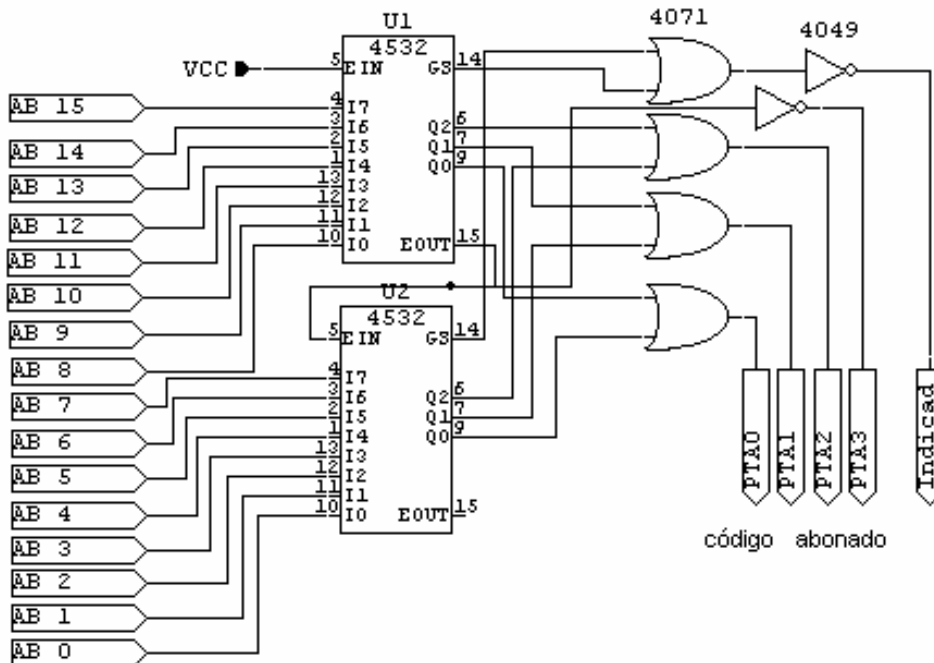 U1
4532
VCC
5 EIN
GS 14
4 I7
3 I6
2 I5
1 I4
13 I3
12 I2
11 I1
10 I0
Q2 6
Q1 7
Q0 9
EOUT 15
U2
4532
5 EIN
GS 14
4 I7
3 I6
2 I5
1 I4
13 I3
12 I2
11 I1
10 I0
Q2 6
Q1 7
Q0 9
EOUT 15
AB 15
AB 14
AB 13
AB 12
AB 11
AB 10
AB 9
AB 8
AB 7
AB 6
AB 5
AB 4
AB 3
AB 2
AB 1
AB 0
4071
4049
PTA0
PTA1
PTA2
PTA3
Indicad
código abonado